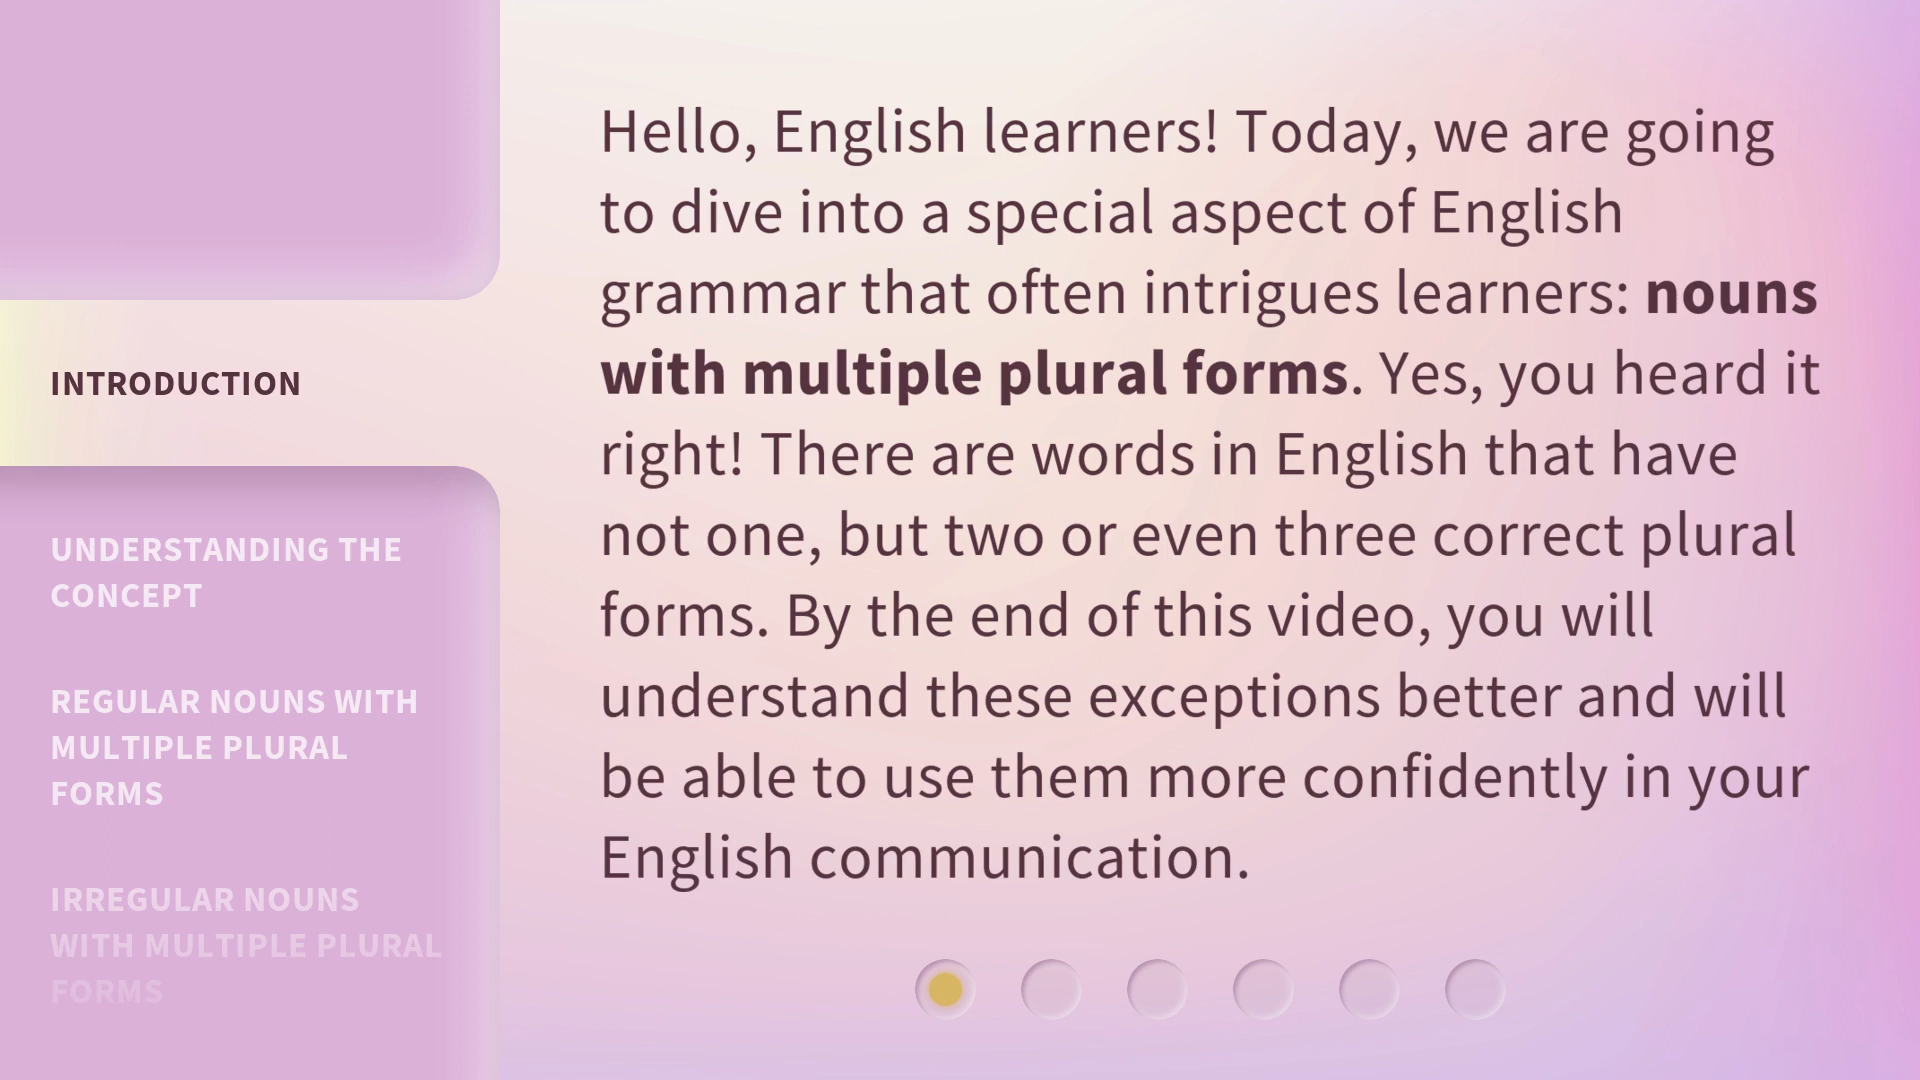 INTRODUCTION
UNDERSTANDING THE
CONCEPT
REGULAR NOUNS WITH
MULTIPLE PLURAL
FORMS
IRREGULAR NOUNS
WITH MULTIPLE PLURAL
FORMS
Hello, English learners! Today, we are going
to dive into a special aspect of English
grammar that often intrigues learners: nouns
with multiple plural forms. Yes, you heard it
right! There are words in English that have
not one, but two or even three correct plural
forms. By the end of this video, you will
understand these exceptions better and will
be able to use them more confidently in your
English communication.